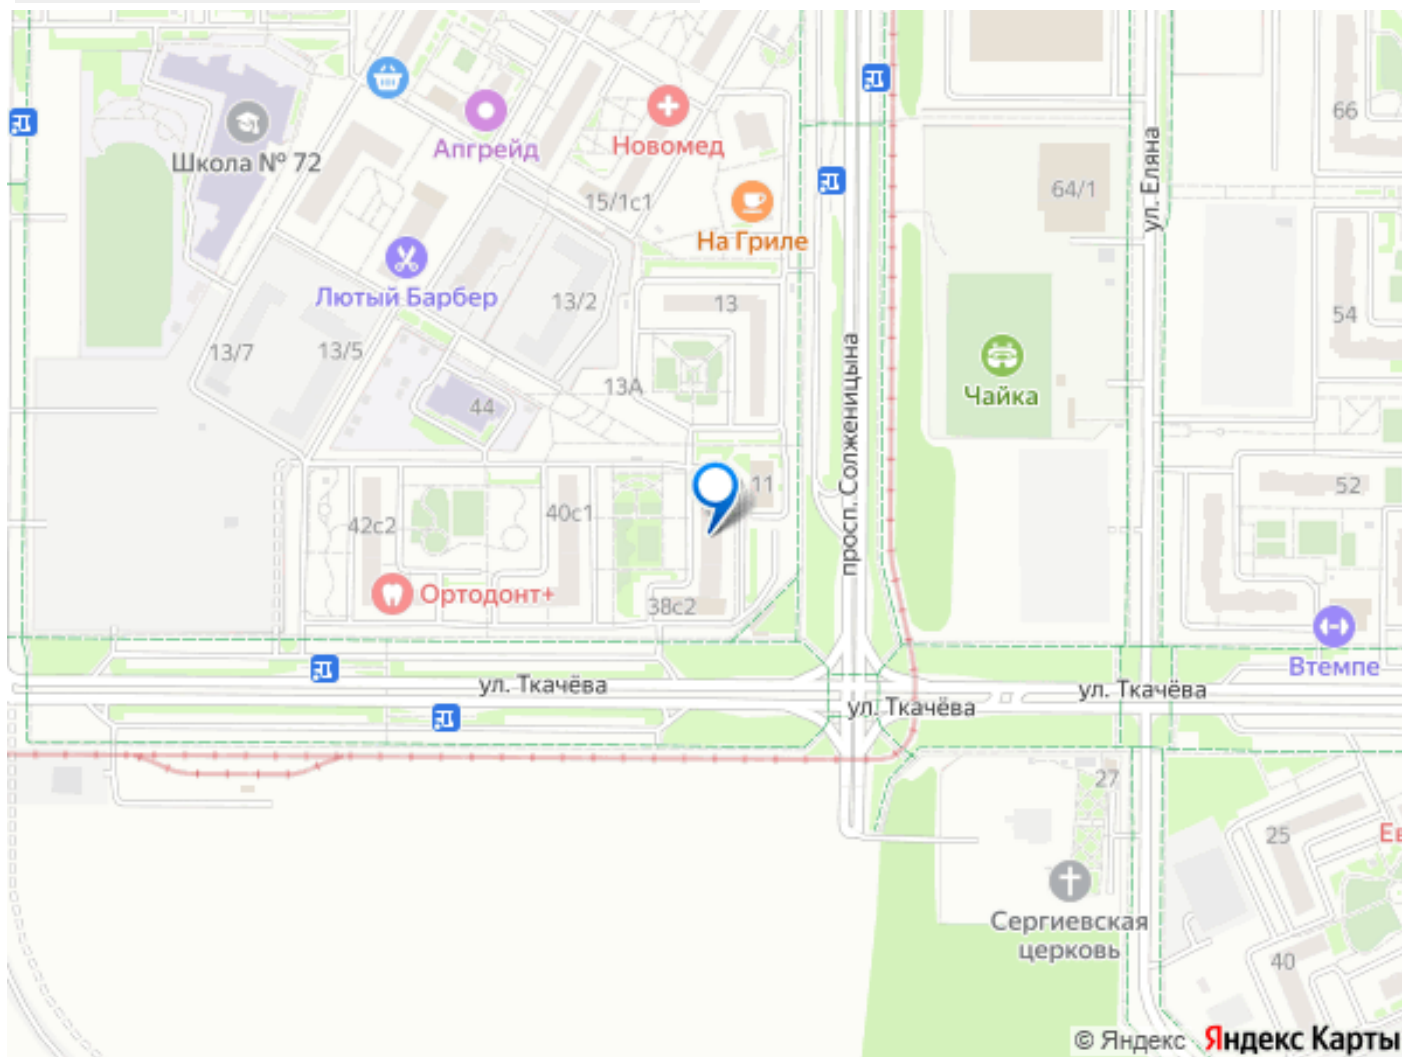 66
Школа № 72
Апгрейд
Новомед
ул. Еляна
64/1
15/1с1
На Гриле
Лютый Барбер
13/2
13
54
13/7
13/5
просп. Солженицына
13А
Чайка
44
11
52
42с2
40с1
Ортодонт+
38с2
Втемпе
ул. Ткачёва
ул. Ткачёва
ул. Ткачёва
27
25
Ев
Сергиевская
церковь
40
© Яндекс Яндекс Карты